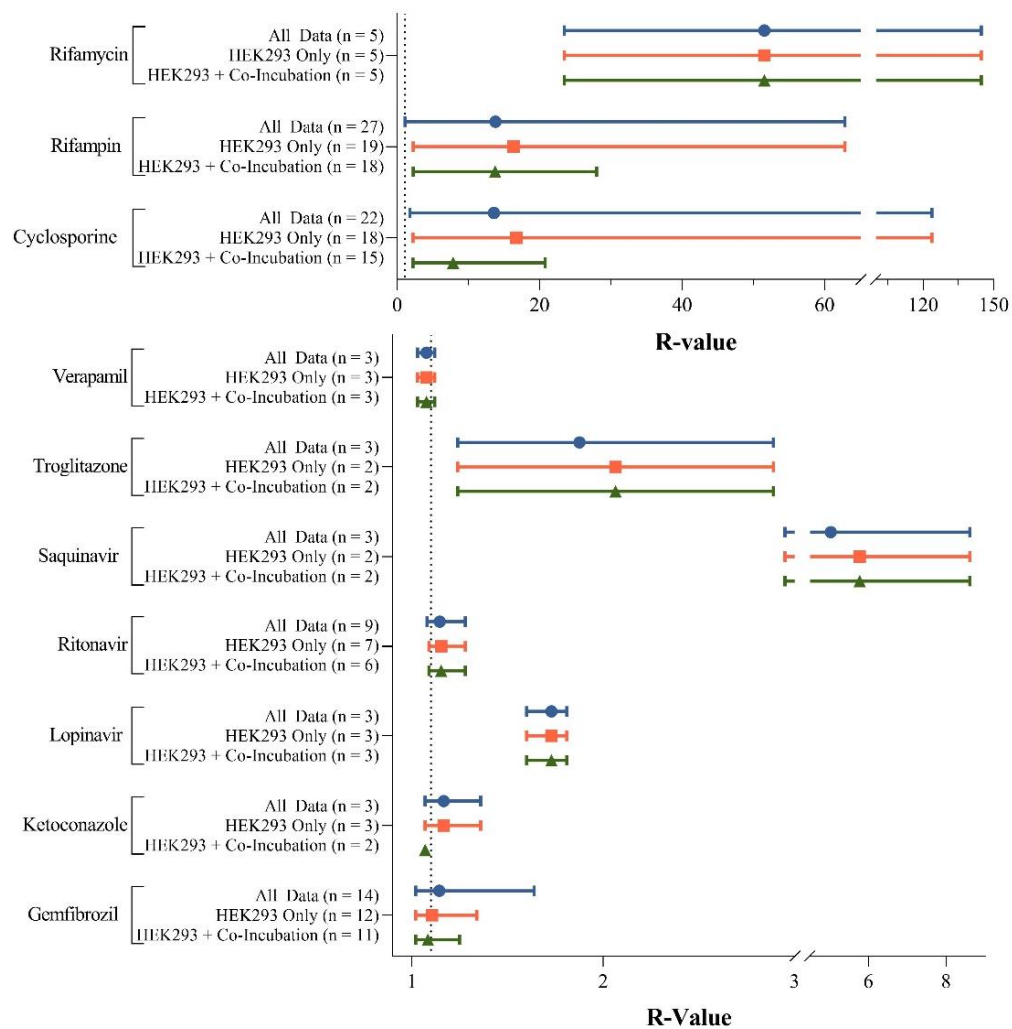 Rifamycin
All Data (n = 5)
HEK293 Only (n = 5)
HEK293 + Co-Incubation (n = 5)
Rifampin
All Data (n = 27)
HEK293 Only (n = 19)
HEK293 + Co-Incubation (n = 18)
Cyclosporine
All Data (n = 22)
HEK293 Only (n = 18)
HEK293 + Co-Incubation (n = 15)
0 20 40 60 120 150
R-value
Verapamil
All Data (n = 3)
HEK293 Only (n = 3)
HEK293 + Co-Incubation (n = 3)
Troglitazone
All Data (n = 3)
HEK293 Only (n = 2)
HEK293 + Co-Incubation (n = 2)
Saquinavir
All Data (n = 3)
HEK293 Only (n = 2)
HEK293 + Co-Incubation (n = 2)
Ritonavir
All Data (n = 9)
HEK293 Only (n = 7)
HEK293 + Co-Incubation (n = 6)
Lopinavir
All Data (n = 3)
HEK293 Only (n = 3)
HEK293 + Co-Incubation (n = 3)
Ketoconazole
All Data (n = 3)
HEK293 Only (n = 3)
HEK293 + Co-Incubation (n = 2)
Gemfibrozil
All Data (n = 14)
HEK293 Only (n = 12)
HEK293 + Co-Incubation (n = 11)
1 2 3 6 8
R-Value